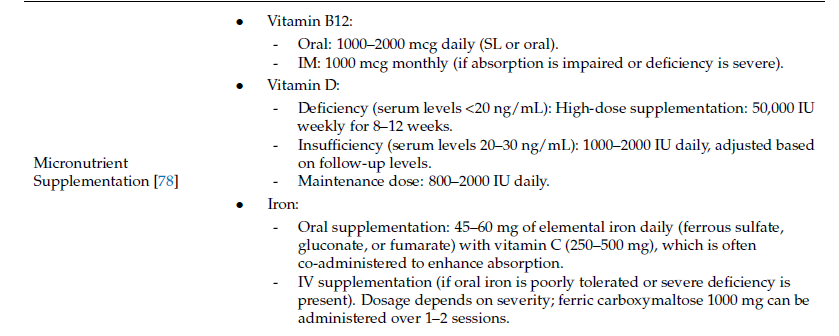 • Vitamin B12:
- Oral: 1000–2000 mcg daily (SL or oral).
- IM: 1000 mcg monthly (if absorption is impaired or deficiency is severe).
• Vitamin D:
- Deficiency (serum levels <20 ng/mL): High-dose supplementation: 50,000 IU
weekly for 8–12 weeks.
- Insufficiency (serum levels 20–30 ng/mL): 1000–2000 IU daily, adjusted based
on follow-up levels.
Micronutrient
Supplementation [78]
- Maintenance dose: 800–2000 IU daily.
• Iron:
- Oral supplementation: 45–60 mg of elemental iron daily (ferrous sulfate,
gluconate, or fumarate) with vitamin C (250–500 mg), which is often
co-administered to enhance absorption.
- IV supplementation (if oral iron is poorly tolerated or severe deficiency is
present). Dosage depends on severity; ferric carboxymaltose 1000 mg can be
administered over 1–2 sessions.